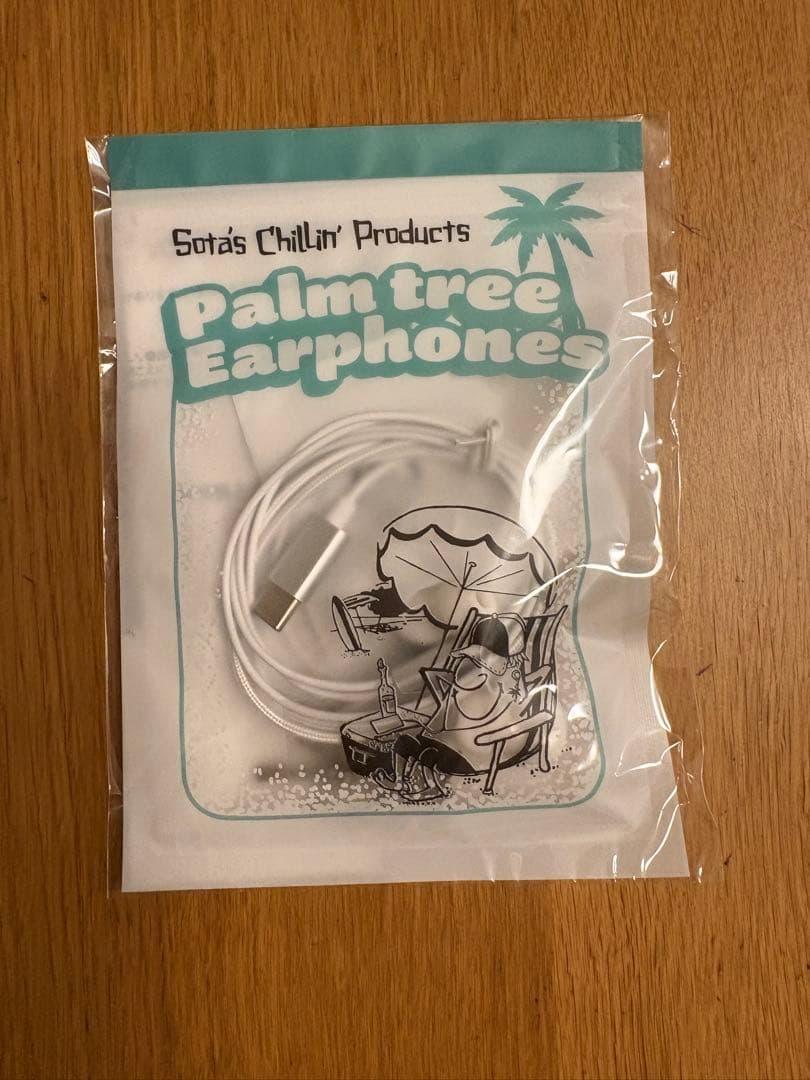 Sota's Chillin' Products
Palm tree
Earphones